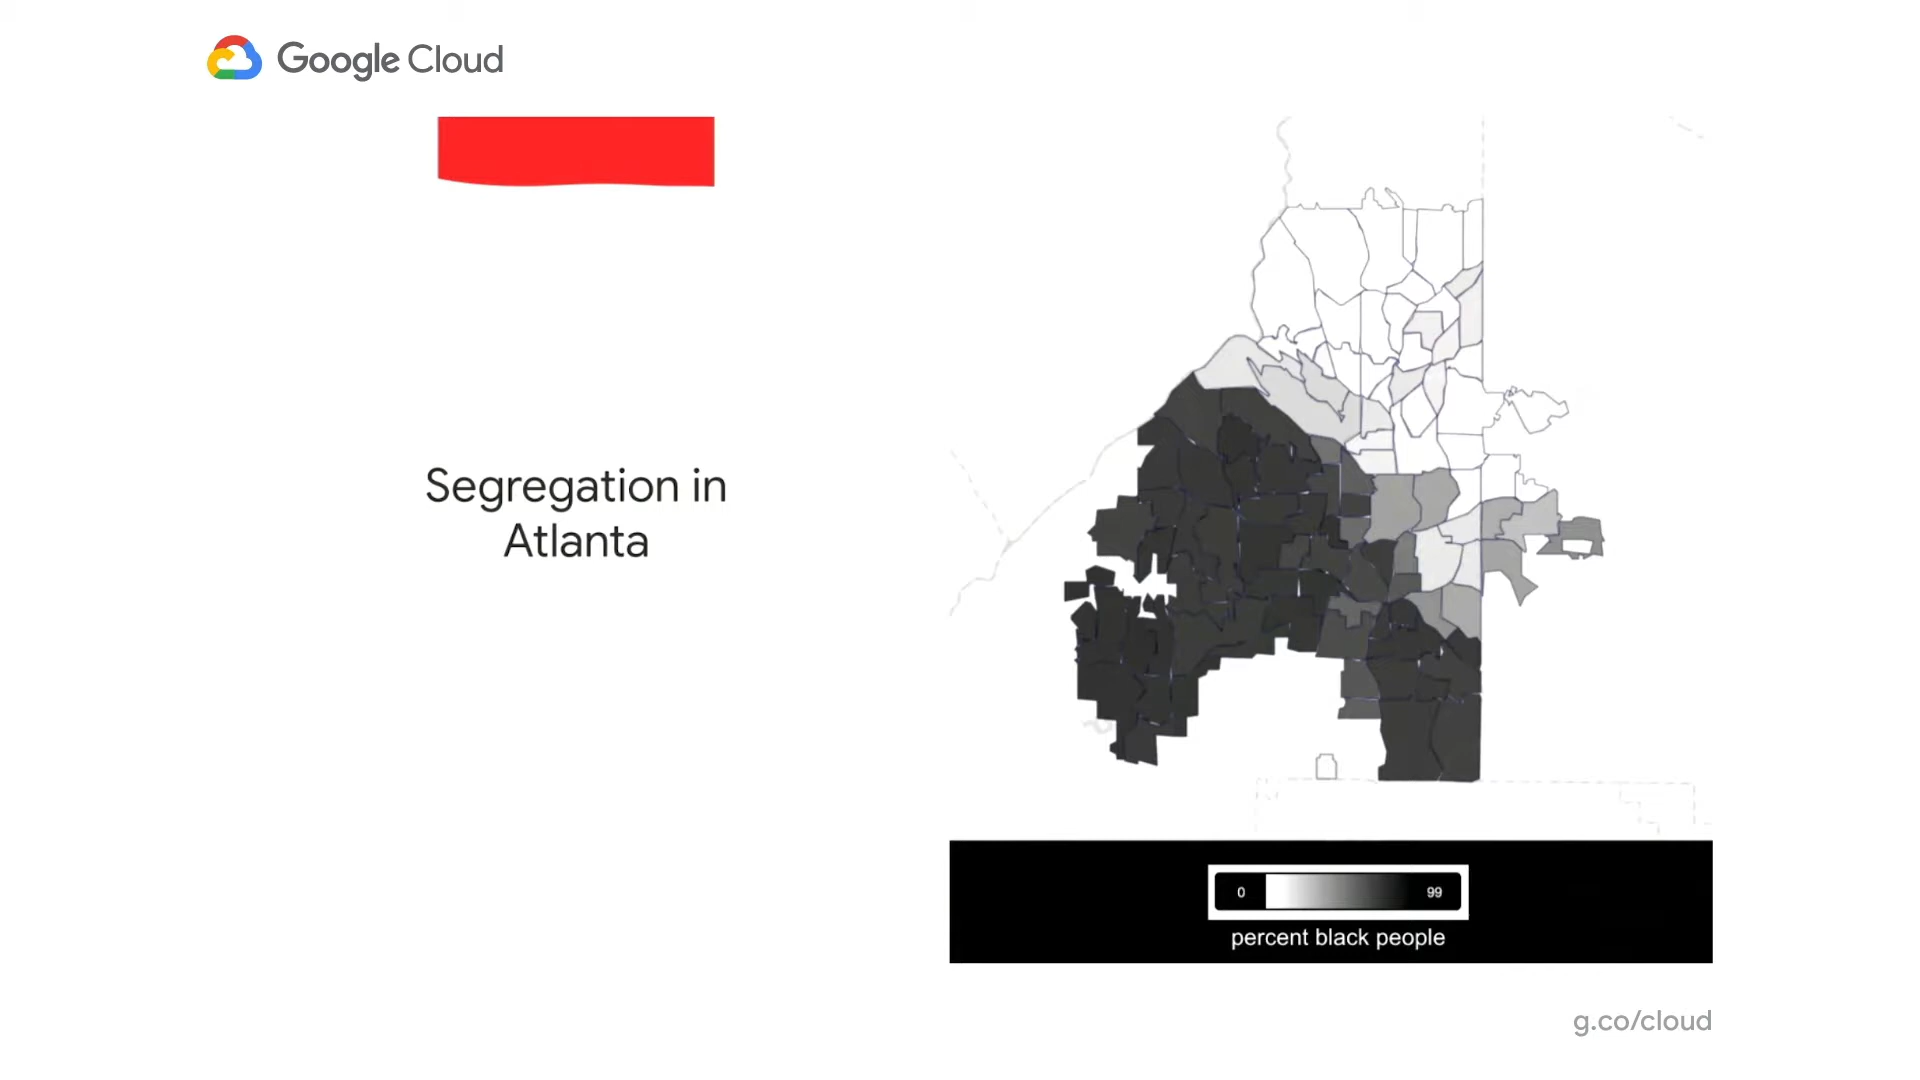 Google Cloud
Segregation in
Atlanta
0
99
percent black people
g.co/cloud